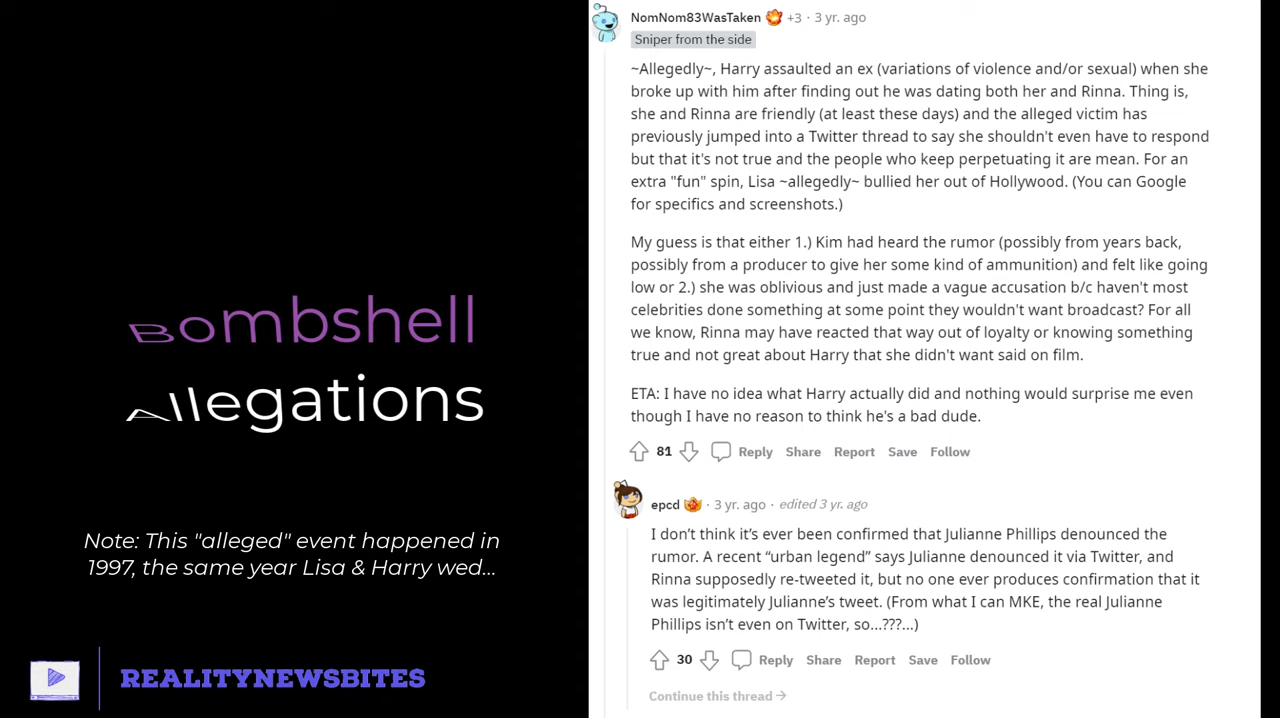 Bombshell
Allegations
Note: This "alleged" event happened in
1997, the same year Lisa & Harry wed...
REALITYNEWSBITES
NomNom83WasTaken +3 · 3 yr. ago
Sniper from the side
~Allegedly~, Harry assaulted an ex (variations of violence and/or sexual) when she
broke up with him after finding out he was dating both her and Rinna. Thing is,
she and Rinna are friendly (at least these days) and the alleged victim has
previously jumped into a Twitter thread to say she shouldn't even have to respond
but that it's not true and the people who keep perpetuating it are mean. For an
extra "fun" spin, Lisa ~allegedly~ bullied her out of Hollywood. (You can Google
for specifics and screenshots.)
My guess is that either 1.) Kim had heard the rumor (possibly from years back,
possibly from a producer to give her some kind of ammunition) and felt like going
low or 2.) she was oblivious and just made a vague accusation b/c haven't most
celebrities done something at some point they wouldn't want broadcast? For all
we know, Rinna may have reacted that way out of loyalty or knowing something
true and not great about Harry that she didn't want said on film.
ETA: I have no idea what Harry actually did and nothing would surprise me even
though I have no reason to think he's a bad dude.
81 Reply Share Report Save Follow
epcd · 3 yr. ago · edited 3 yr. ago
I don’t think it’s ever been confirmed that Julianne Phillips denounced the
rumor. A recent “urban legend” says Julianne denounced it via Twitter, and
Rinna supposedly re-tweeted it, but no one ever produces confirmation that it
was legitimately Julianne’s tweet. (From what I can MKE, the real Julianne
Phillips isn’t even on Twitter, so...???...)
30 Reply Share Report Save Follow
Continue this thread →